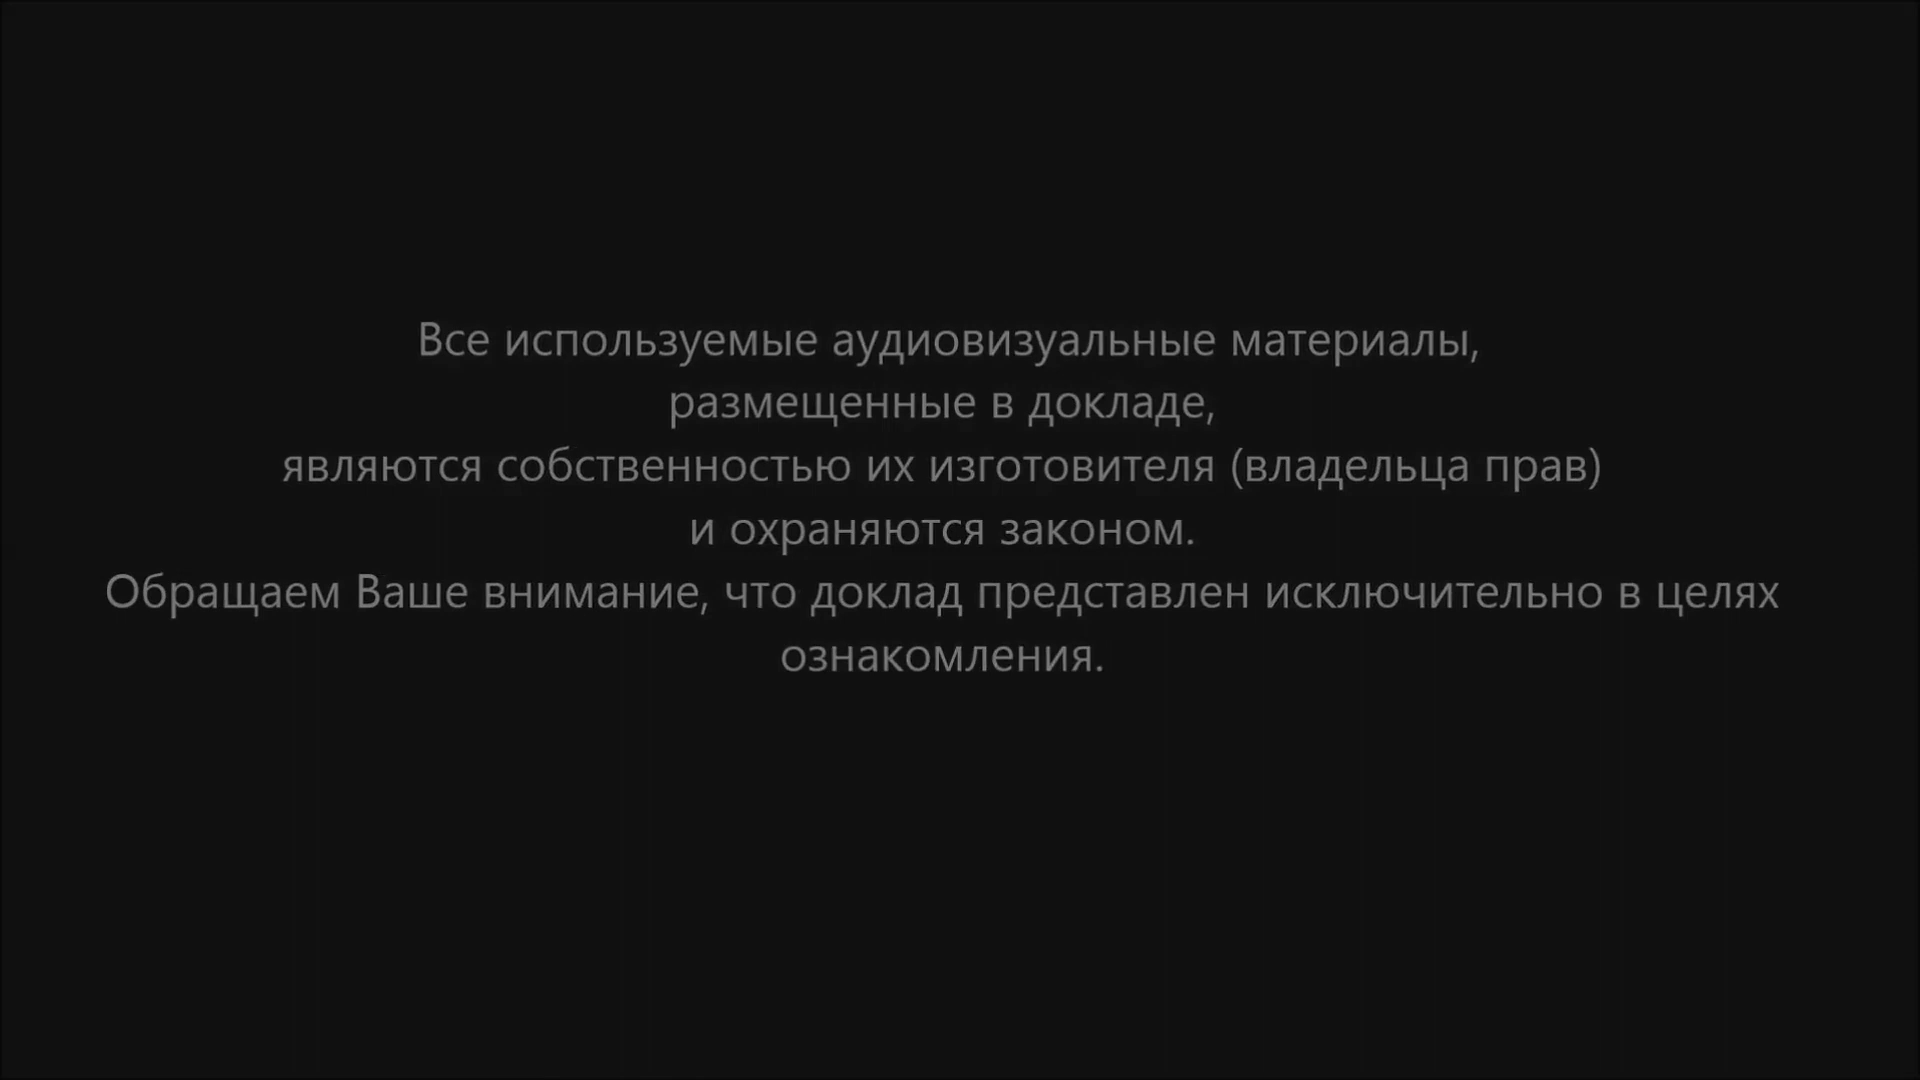 Все используемые аудиовизуальные материалы,
размещенные в докладе,
являются собственностью их изготовителя (владельца прав)
и охраняются законом.
Обращаем Ваше внимание, что доклад представлен исключительно в целях
ознакомления.